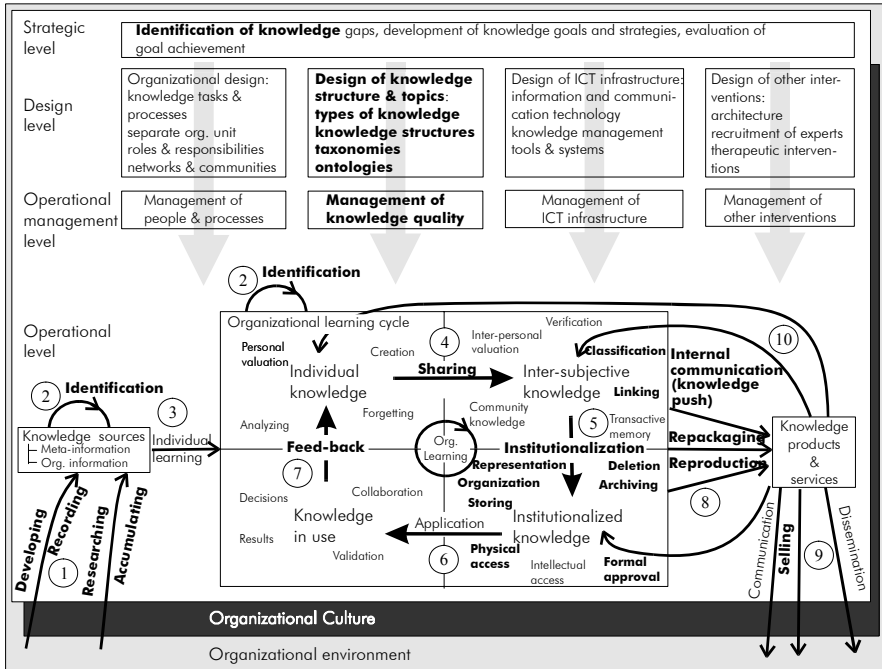 Strategic level
Identification of knowledge gaps, development of knowledge goals and strategies, evaluation of
goal achievement
Design level
Organizational design:
knowledge tasks &
processes
separate org. unit
roles & responsibilities
networks & communities
Design of knowledge
structure & topics:
types of knowledge
knowledge structures
taxonomies
ontologies
Design of ICT infrastructure:
information and communi-
cation technology
knowledge management
tools & systems
Design of other inter-
ventions:
architecture
recruitment of experts
therapeutic interven-
tions
Operational
management
level
Management of
people & processes
Management of
knowledge quality
Management of
ICT infrastructure
Management of
other interventions
Operational
level
2
Identification
Organizational learning cycle
Personal
valuation
Creation
4
Sharing
Inter-personal
valuation
Verification
Classification
Individual
knowledge
Inter-subjective
knowledge
Linking
Internal
communication
(knowledge
push)
10
2
Identification
3
Individual
learning
Knowledge sources
Meta-information
Org. information
Analyzing
Forgetting
Community
knowledge
5
Transactive
memory
Feed-back
7
Org.
Learning
Institutionalization
Representation
Organization
Storing
Deletion
Archiving
Repackaging
Reproduction
8
Knowledge
products
&
services
Decisions
Collaboration
Knowledge
in use
Application
6
Institutionalized
knowledge
Results
Validation
Physical
access
Intellectual
access
Formal
approval
Developing
Recording
1
Researching
Accumulating
Communication
Selling
9
Dissemination
Organizational Culture
Organizational environment